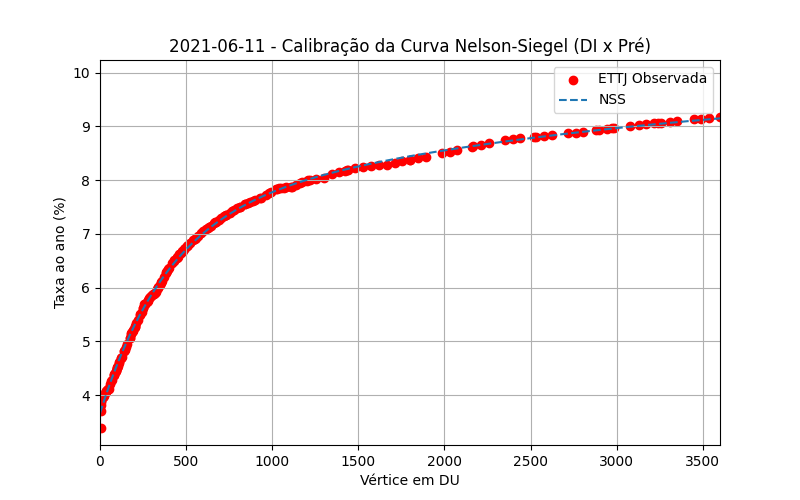 2021-06-11 - Calibração da Curva Nelson-Siegel (DI x Pré)
ETTJ Observada
NSS
Taxa ao ano (%)
10
9
8
7
6
5
4
0 500 1000 1500 2000 2500 3000 3500
Vértice em DU